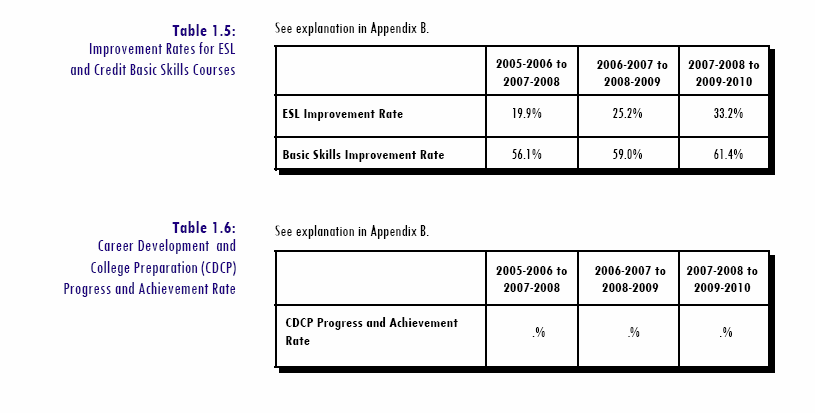 Table 1.5:
Improvement Rates for ESL
and Credit Basic Skills Courses
See explanation in Appendix B.
2005-2006 to 2006-2007 to 2007-2008 to
2007-2008 2008-2009 2009-2010
ESL Improvement Rate 19.9% 25.2% 33.2%
Basic Skills Improvement Rate 56.1% 59.0% 61.4%
Table 1.6:
Career Development and
College Preparation (CDCP)
Progress and Achievement Rate
See explanation in Appendix B.
2005-2006 to 2006-2007 to 2007-2008 to
2007-2008 2008-2009 2009-2010
CDCP Progress and Achievement
Rate .% .% .%